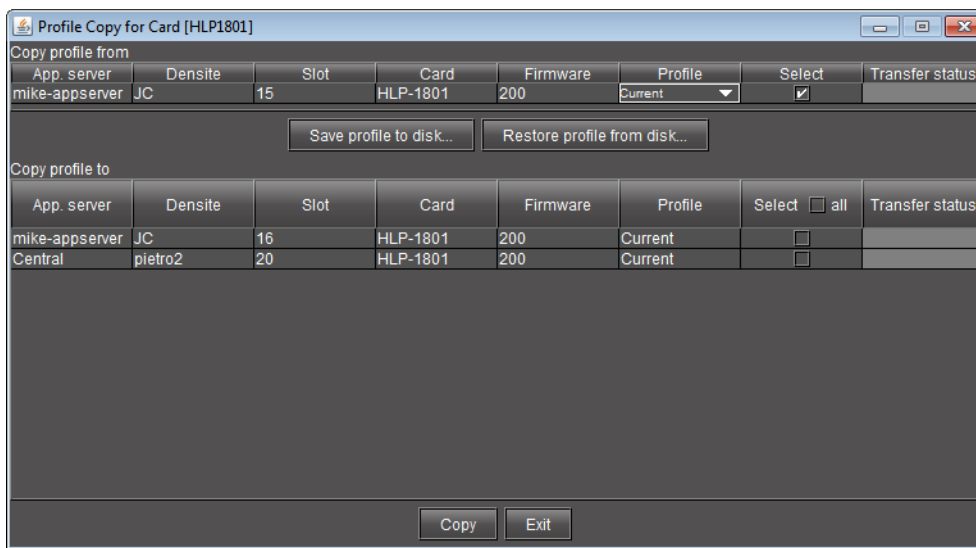 Profile Copy for Card [HLP1801]
Copy profile from
App. server Densite Slot Card Firmware Profile Select Transfer status
mike-appserver JC 15 HLP-1801 200 Current
Save profile to disk... Restore profile from disk...
Copy profile to
App. server Densite Slot Card Firmware Profile Select all Transfer status
mike-appserver JC 16 HLP-1801 200 Current
Central pietro2 20 HLP-1801 200 Current
Copy Exit